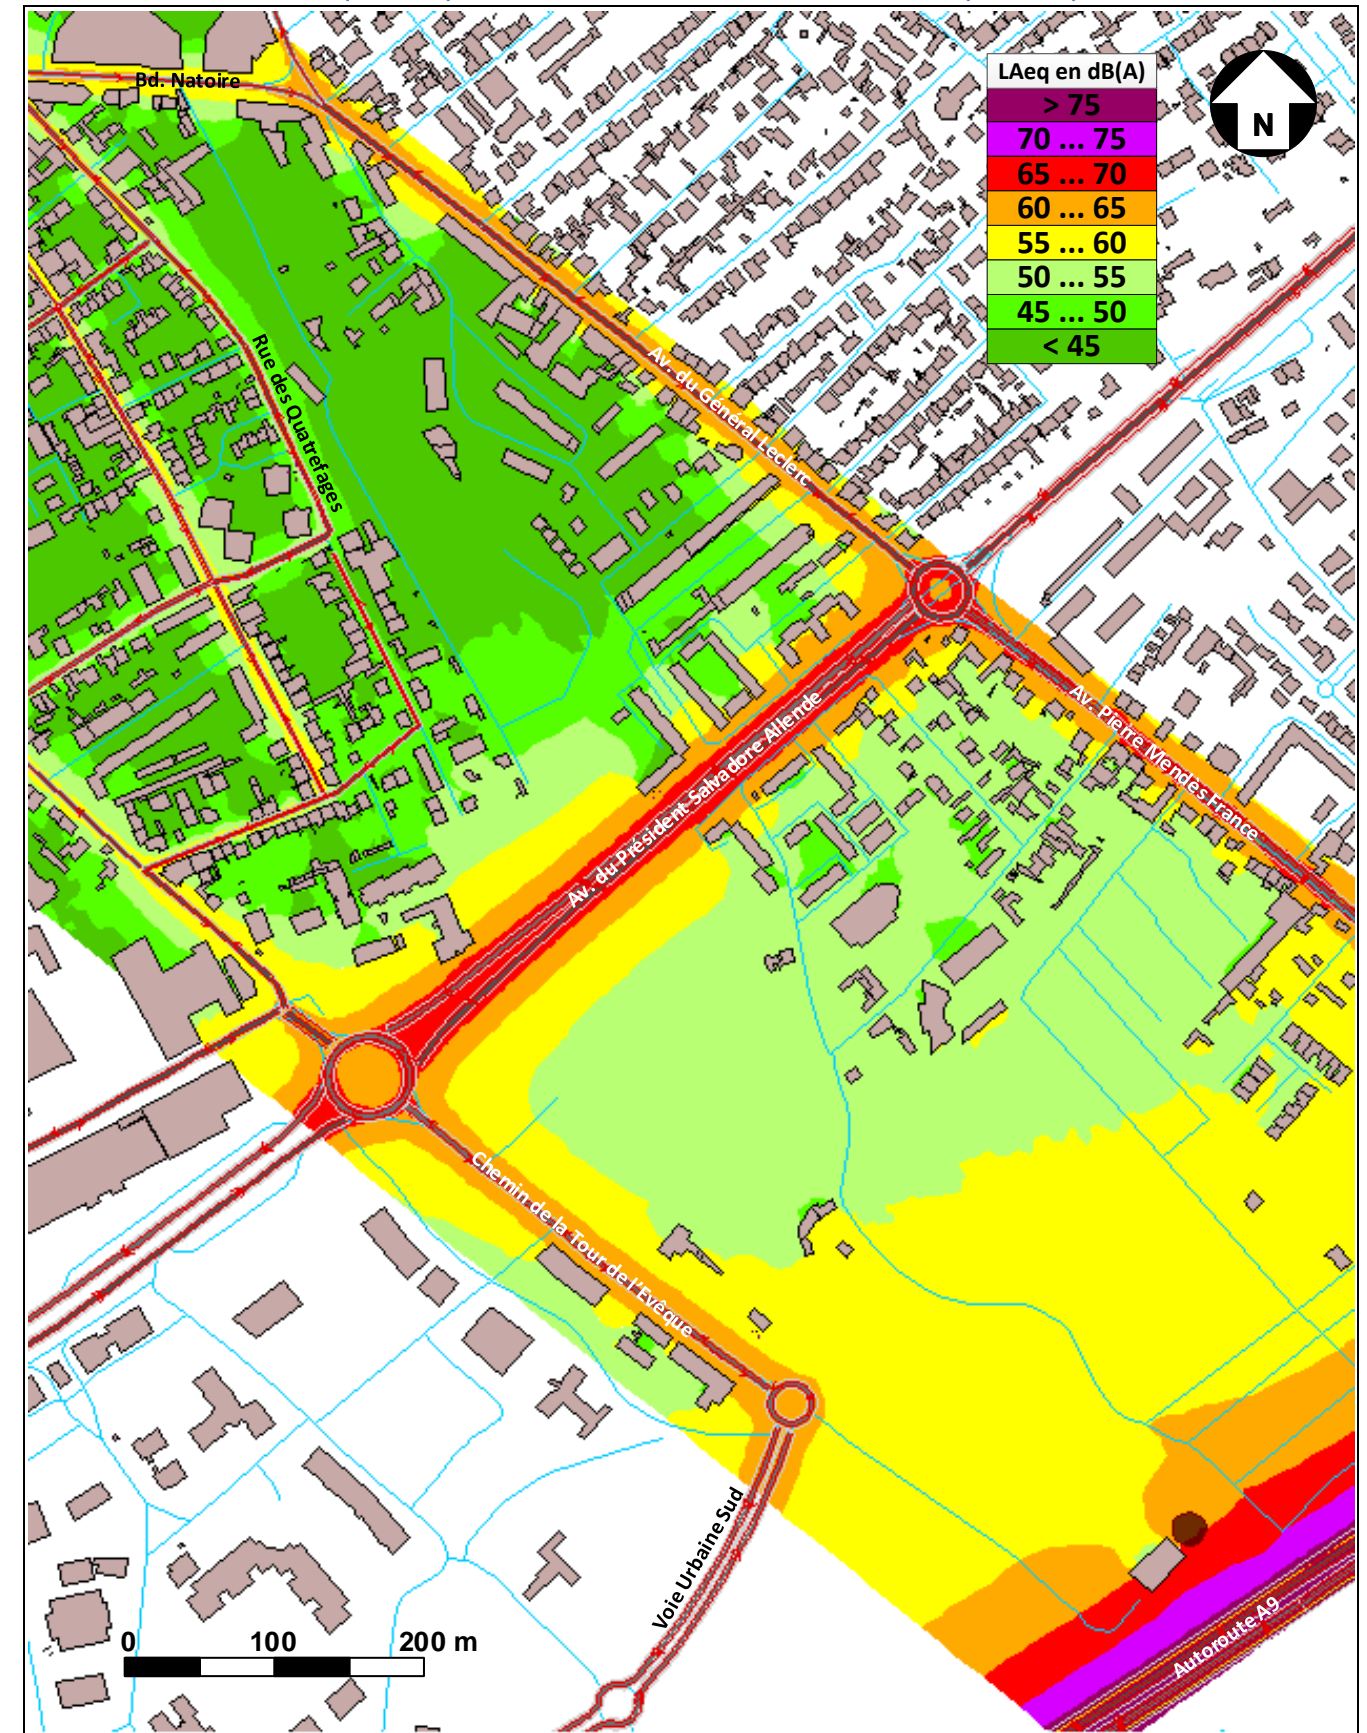 Bd. Natoire
LAeq en dB(A)
> 75
70 ... 75
65 ... 70
60 ... 65
55 ... 60
50 ... 55
45 ... 50
< 45
N
Rue des Quatrefages
Av. du Général Leclerc
Av. Pierre Mendès France
Av. du Président Salvadore Allende
Chemin de la Tour de l'Evêque
Voie Urbaine Sud
Autoroute A9
0 100 200 m